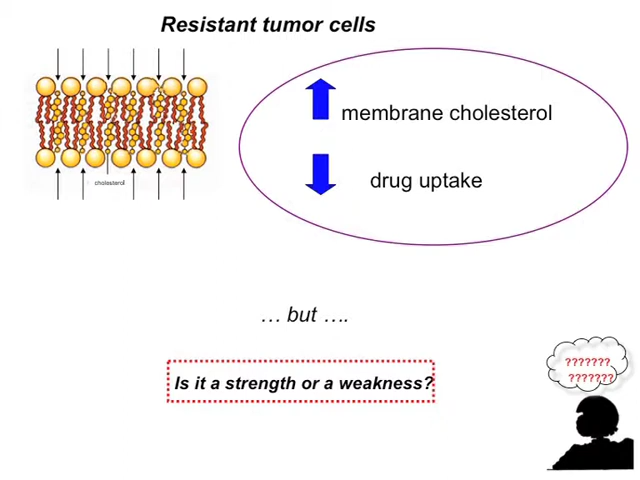 Resistant tumor cells
cholesterol
membrane cholesterol
drug uptake
… but ….
Is it a strength or a weakness?
???????
???????